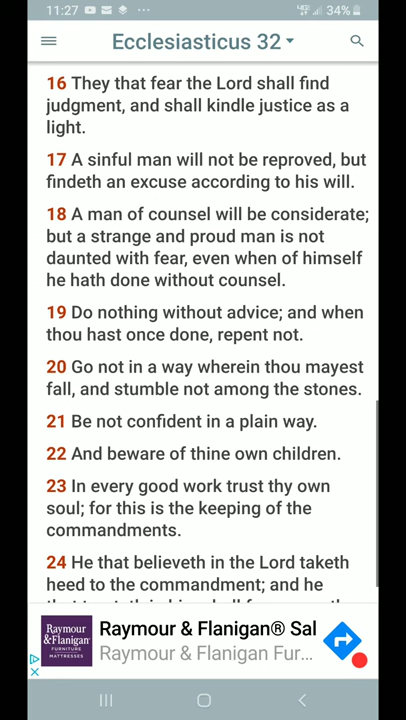 11:27
34%
Ecclesiasticus 32
16 They that fear the Lord shall find
judgment, and shall kindle justice as a
light.
17 A sinful man will not be reproved, but
findeth an excuse according to his will.
18 A man of counsel will be considerate;
but a strange and proud man is not
daunted with fear, even when of himself
he hath done without counsel.
19 Do nothing without advice; and when
thou hast once done, repent not.
20 Go not in a way wherein thou mayest
fall, and stumble not among the stones.
21 Be not confident in a plain way.
22 And beware of thine own children.
23 In every good work trust thy own
soul; for this is the keeping of the
commandments.
24 He that believeth in the Lord taketh
heed to the commandment; and he
Raymour
&Flanigan
FURNITURE
MATTRESSES
Raymour & Flanigan® Sal
Raymour & Flanigan Fur...